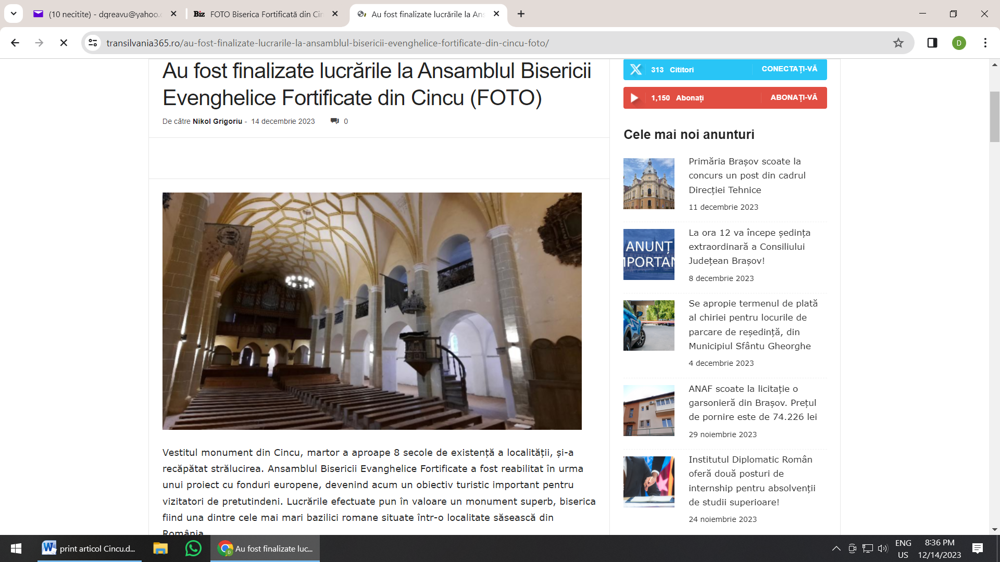 (10 necitite) - dgreavu@yahoo.c
Biz FOTO Biserica Fortificată din Cin
Au fost finalizate lucrările la Ans
transilvania365.ro/au-fost-finalizate-lucrarile-la-ansamblul-bisericii-evenghelice-fortificate-din-cincu-foto/
D
Au fost finalizate lucrările la Ansamblul Bisericii
Evenghelice Fortificate din Cincu (FOTO)
De către Nikol Grigoriu - 14 decembrie 2023 0
Vestitul monument din Cincu, martor a aproape 8 secole de existență a localității, și-a
recăpătat strălucirea. Ansamblul Bisericii Evanghelice Fortificate a fost reabilitat în urma
unui proiect cu fonduri europene, devenind acum un obiectiv turistic important pentru
vizitatori de pretutindeni. Lucrările efectuate pun în valoare un monument superb, biserica
fiind una dintre cele mai mari bazilici romane situate într-o localitate săsească din
România
313 Cititori CONECTAȚI-VĂ
1,150 Abonați ABONAȚI-VĂ
Cele mai noi anunturi
Primăria Brașov scoate la
concurs un post din cadrul
Direcției Tehnice
11 decembrie 2023
ANUNȚ
MPORTAN
La ora 12 va începe ședința
extraordinară a Consiliului
Județean Brașov!
8 decembrie 2023
Se apropie termenul de plată
al chiriei pentru locurile de
parcare de reședință, din
Municipiul Sfântu Gheorghe
4 decembrie 2023
ANAF scoate la licitație o
garsonieră din Brașov. Prețul
de pornire este de 74.226 lei
29 noiembrie 2023
Institutul Diplomatic Român
oferă două posturi de
internship pentru absolvenții
de studii superioare!
24 noiembrie 2023
print articol Cincu.d...
D
Au fost finalizate luc...
ENG
US
8:36 PM
12/14/2023